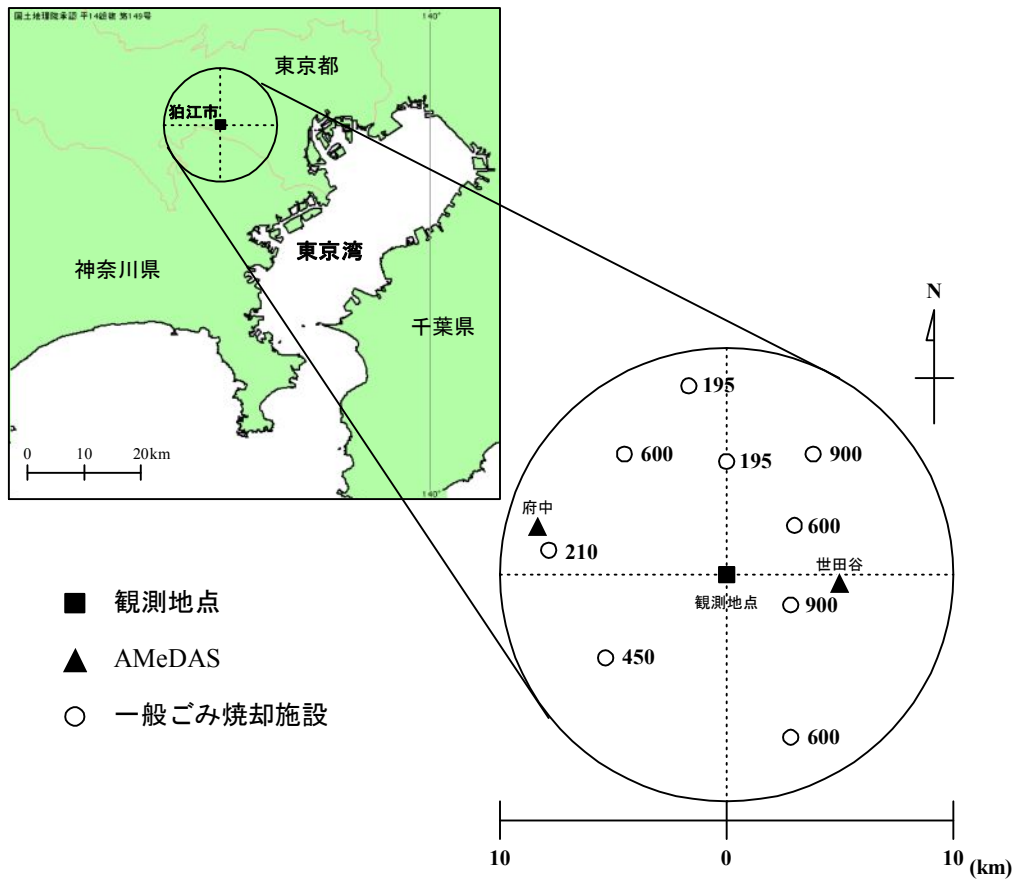 国土地理院承認 平14総複 第149号
140°
東京都
狛江市
東京湾
神奈川県
千葉県
0 10 20km
140°
N
195
600
195
900
府中
600
210
世田谷
観測地点
900
450
600
観測地点
AMeDAS
一般ごみ焼却施設
10 0 10 (km)